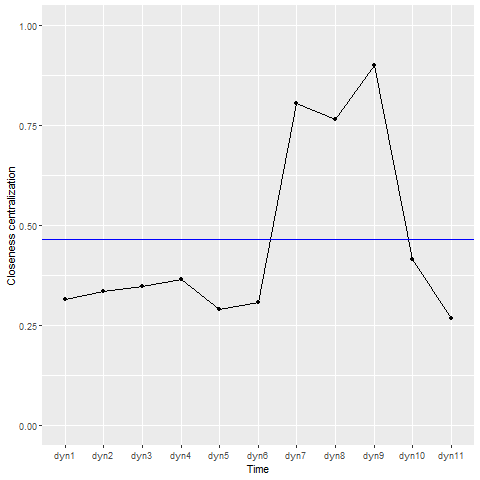 Closeness centralization
1.00
0.75
0.50
0.25
0.00
dyn1 dyn2 dyn3 dyn4 dyn5 dyn6 dyn7 dyn8 dyn9 dyn10 dyn11
Time